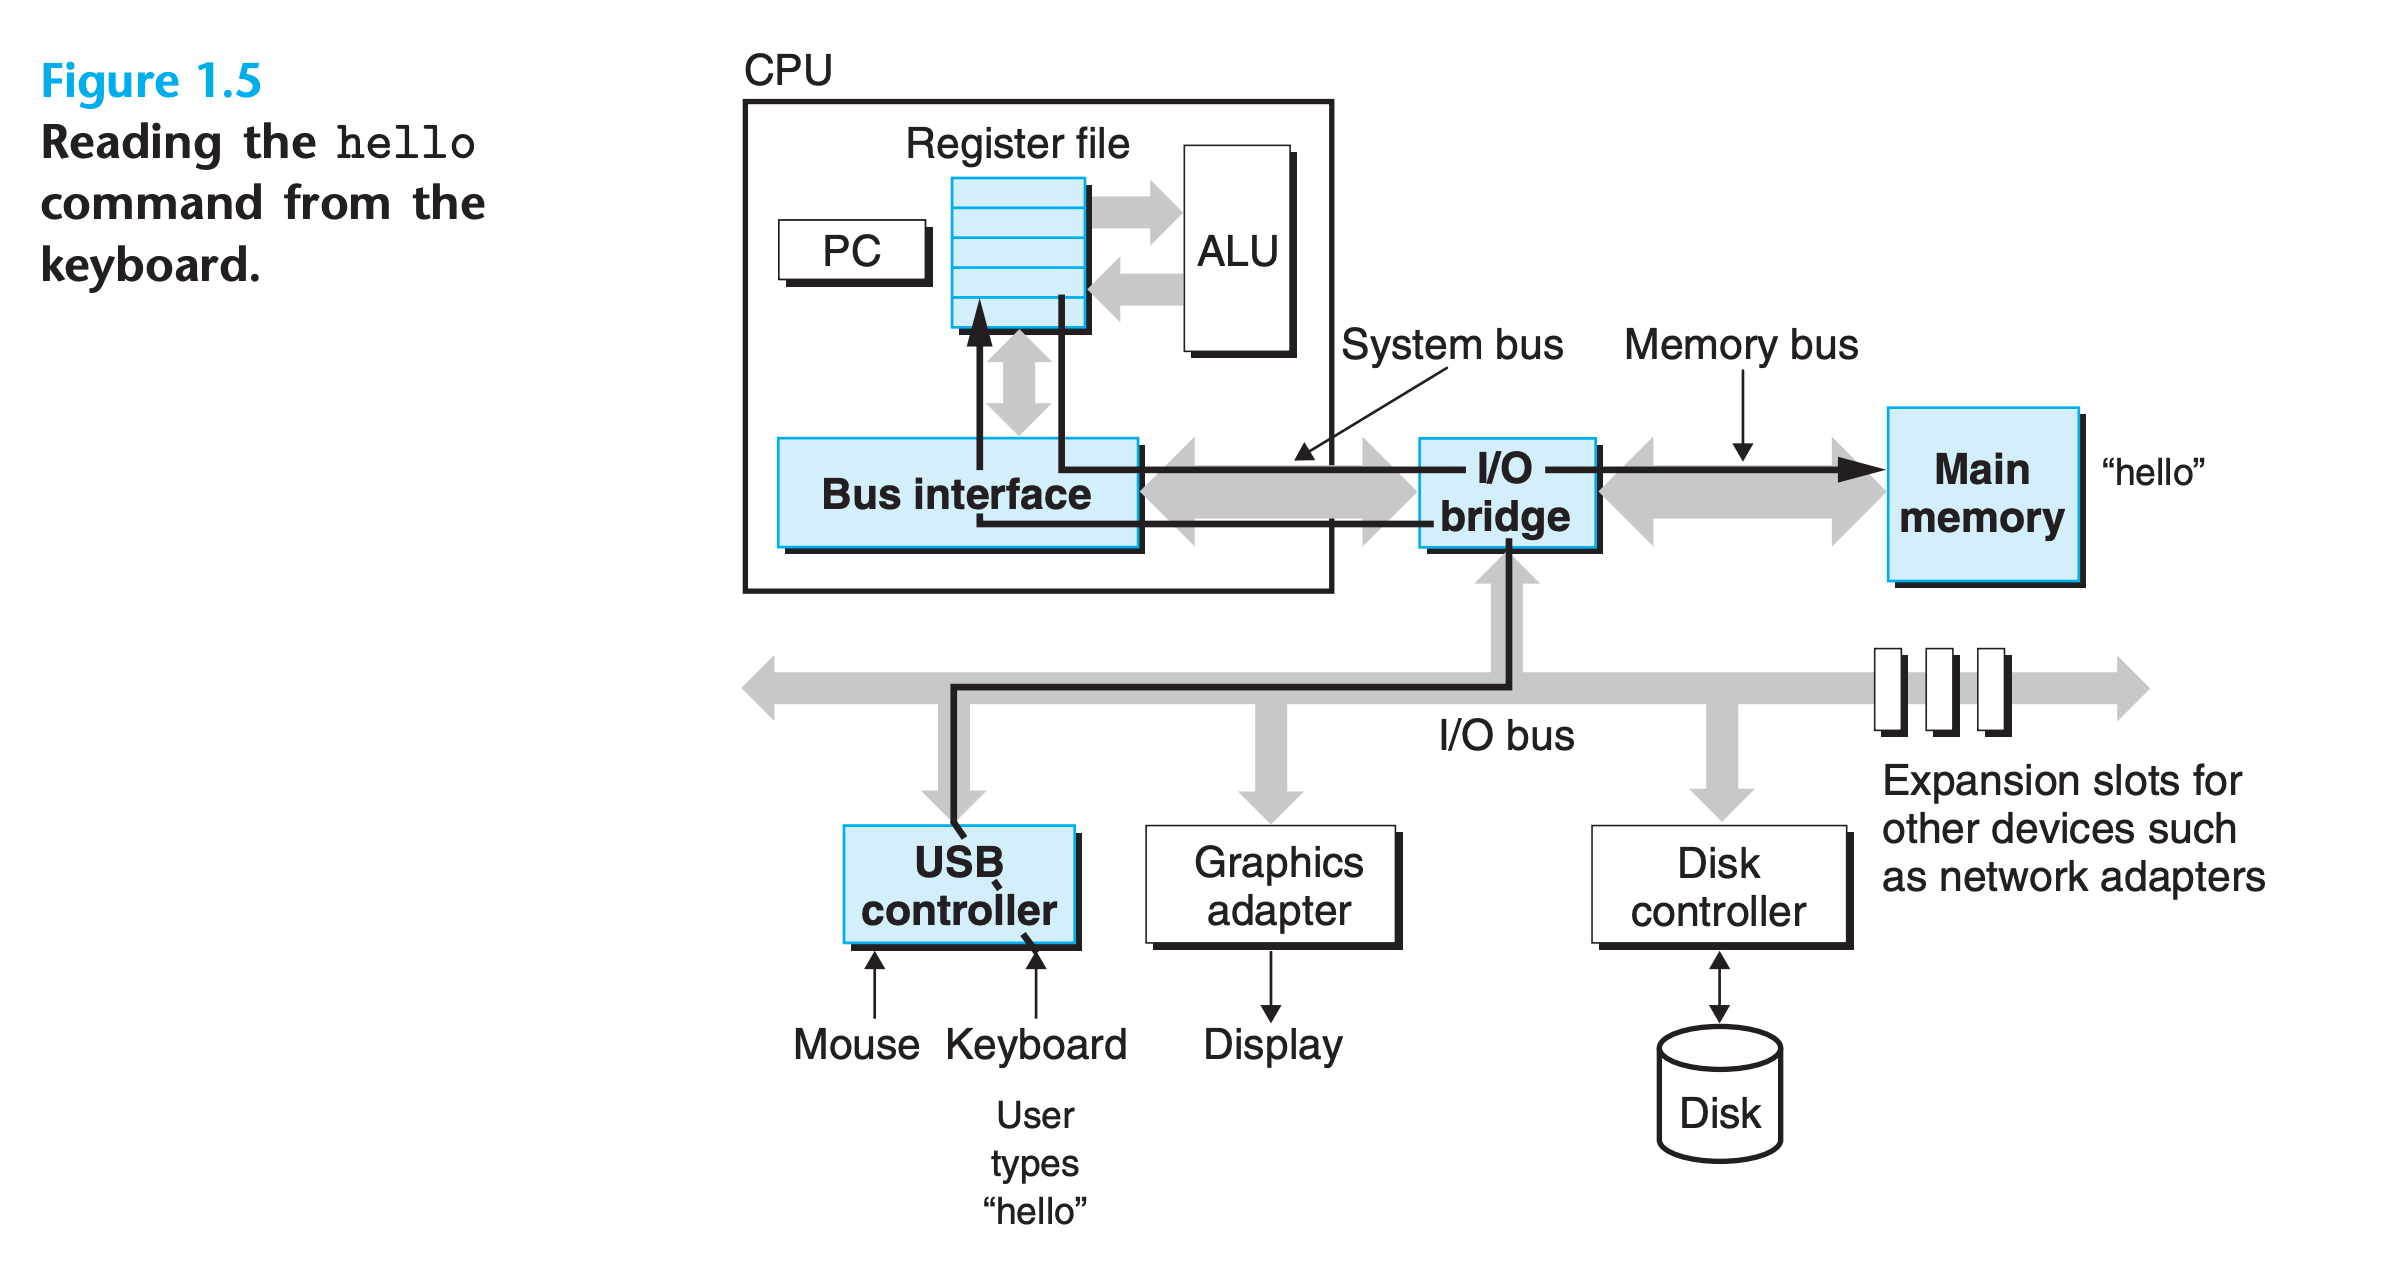 Figure 1.5
Reading the hello
command from the
keyboard.
CPU
Register file
PC
ALU
System bus
Memory bus
Bus interface
I/O
bridge
Main
memory
“hello”
I/O bus
Expansion slots for
other devices such
as network adapters
USB
controller
Graphics
adapter
Disk
controller
Mouse
Keyboard
Display
Disk
User
types
“hello”